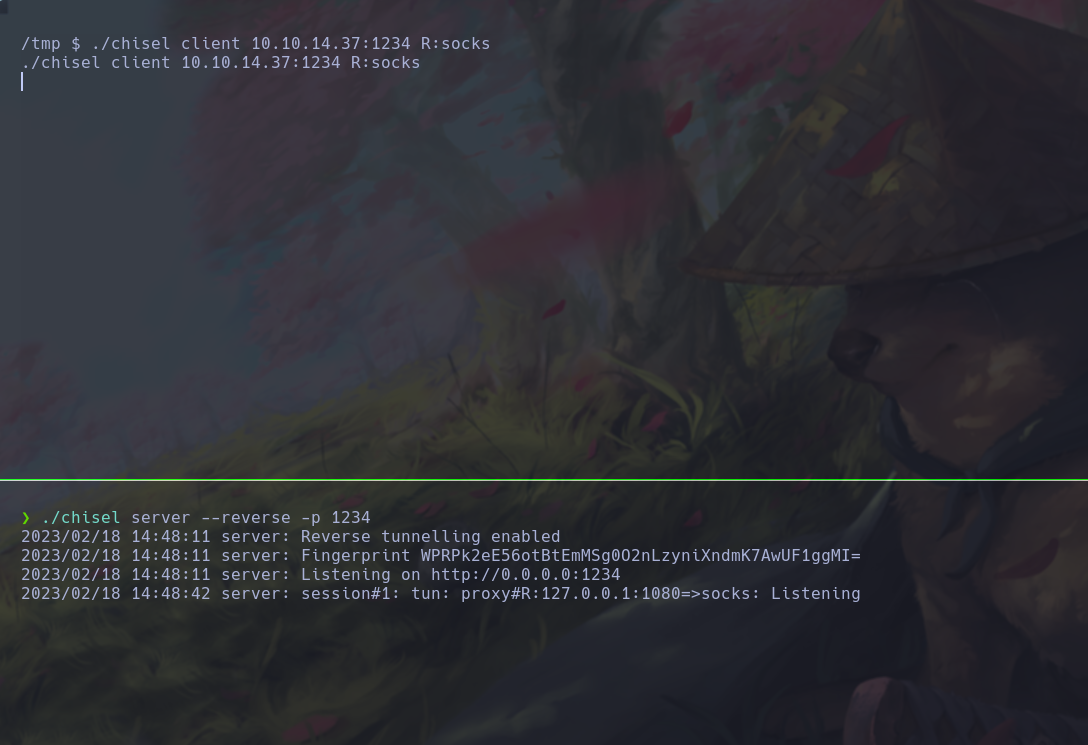 /tmp $ ./chisel client 10.10.14.37:1234 R:socks
./chisel client 10.10.14.37:1234 R:socks
❯ ./chisel server --reverse -p 1234
2023/02/18 14:48:11 server: Reverse tunnelling enabled
2023/02/18 14:48:11 server: Fingerprint WPRPk2eE56otBtEmMSg0O2nLzyniXndmK7AwUF1ggMI=
2023/02/18 14:48:11 server: Listening on http://0.0.0.0:1234
2023/02/18 14:48:42 server: session#1: tun: proxy#R:127.0.0.1:1080=>socks: Listening